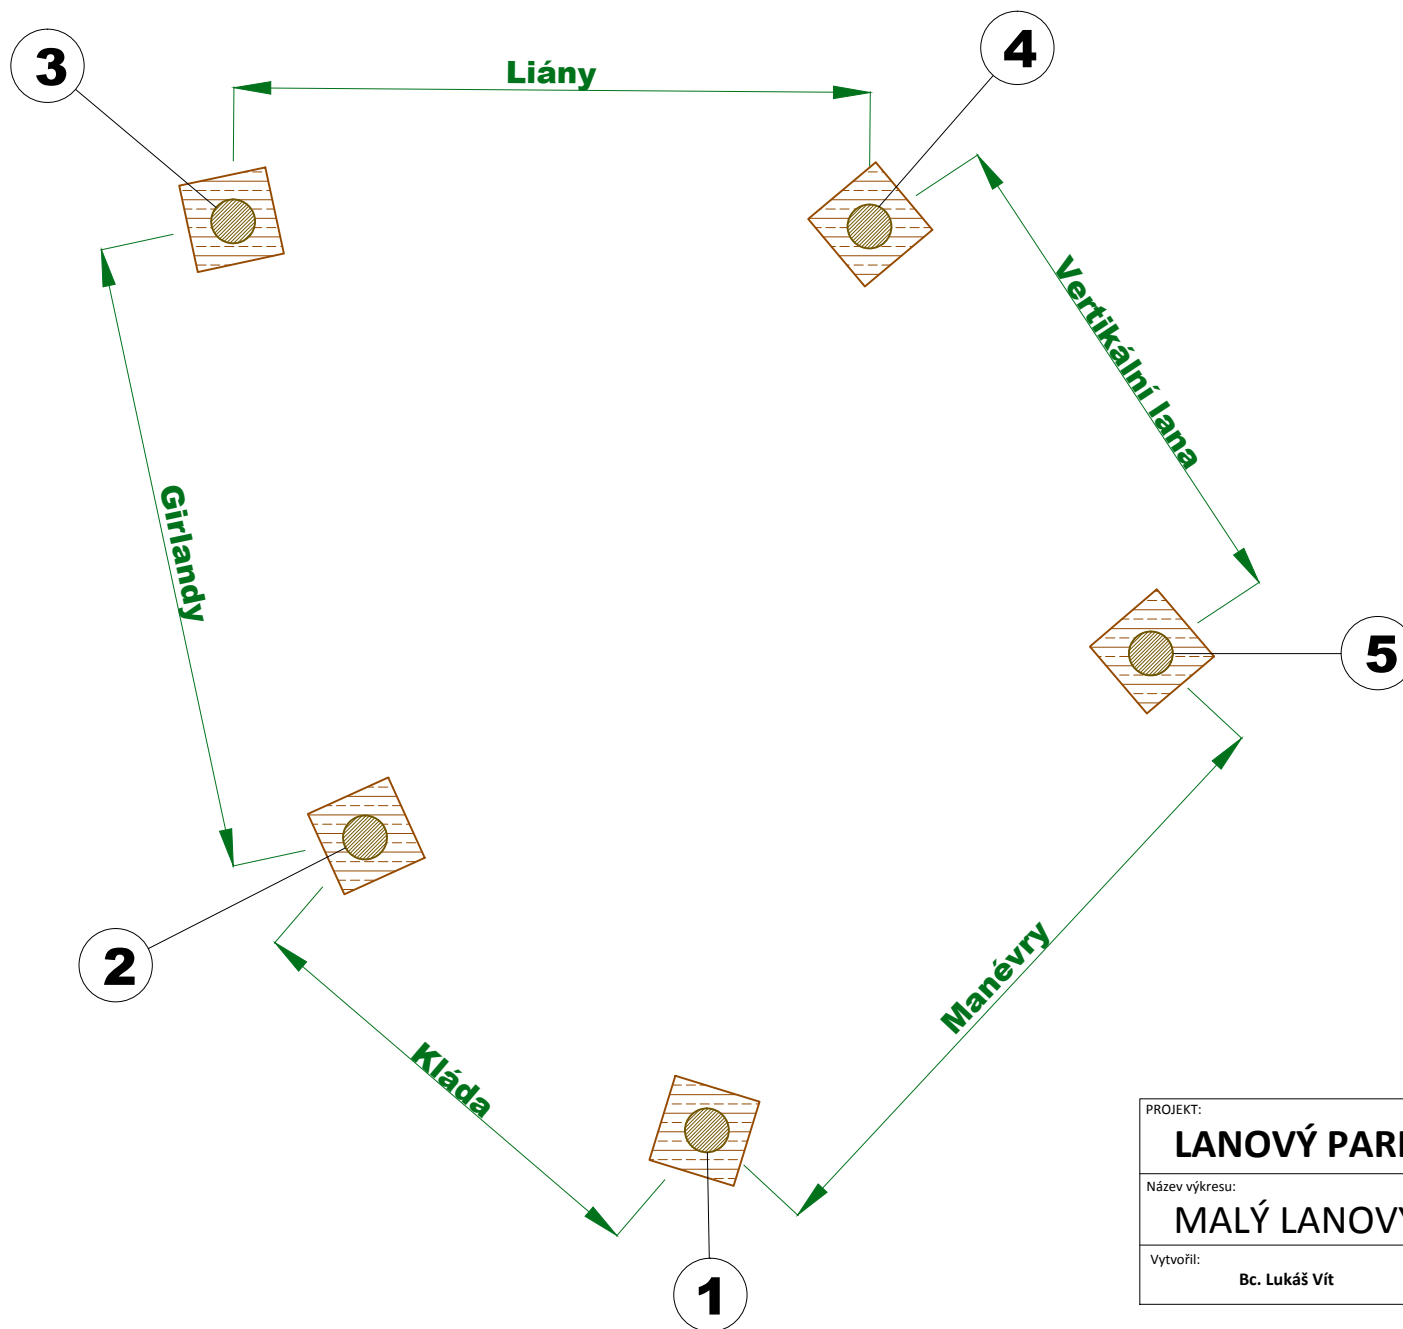 3
4
Liány
Vertikální lana
Girlandy
5
2
Manévry
Kláda
1
PROJEKT:
LANOVÝ PAR
Název výkresu:
MALÝ LANOVÝ
Vytvořil:
Bc. Lukáš Vít